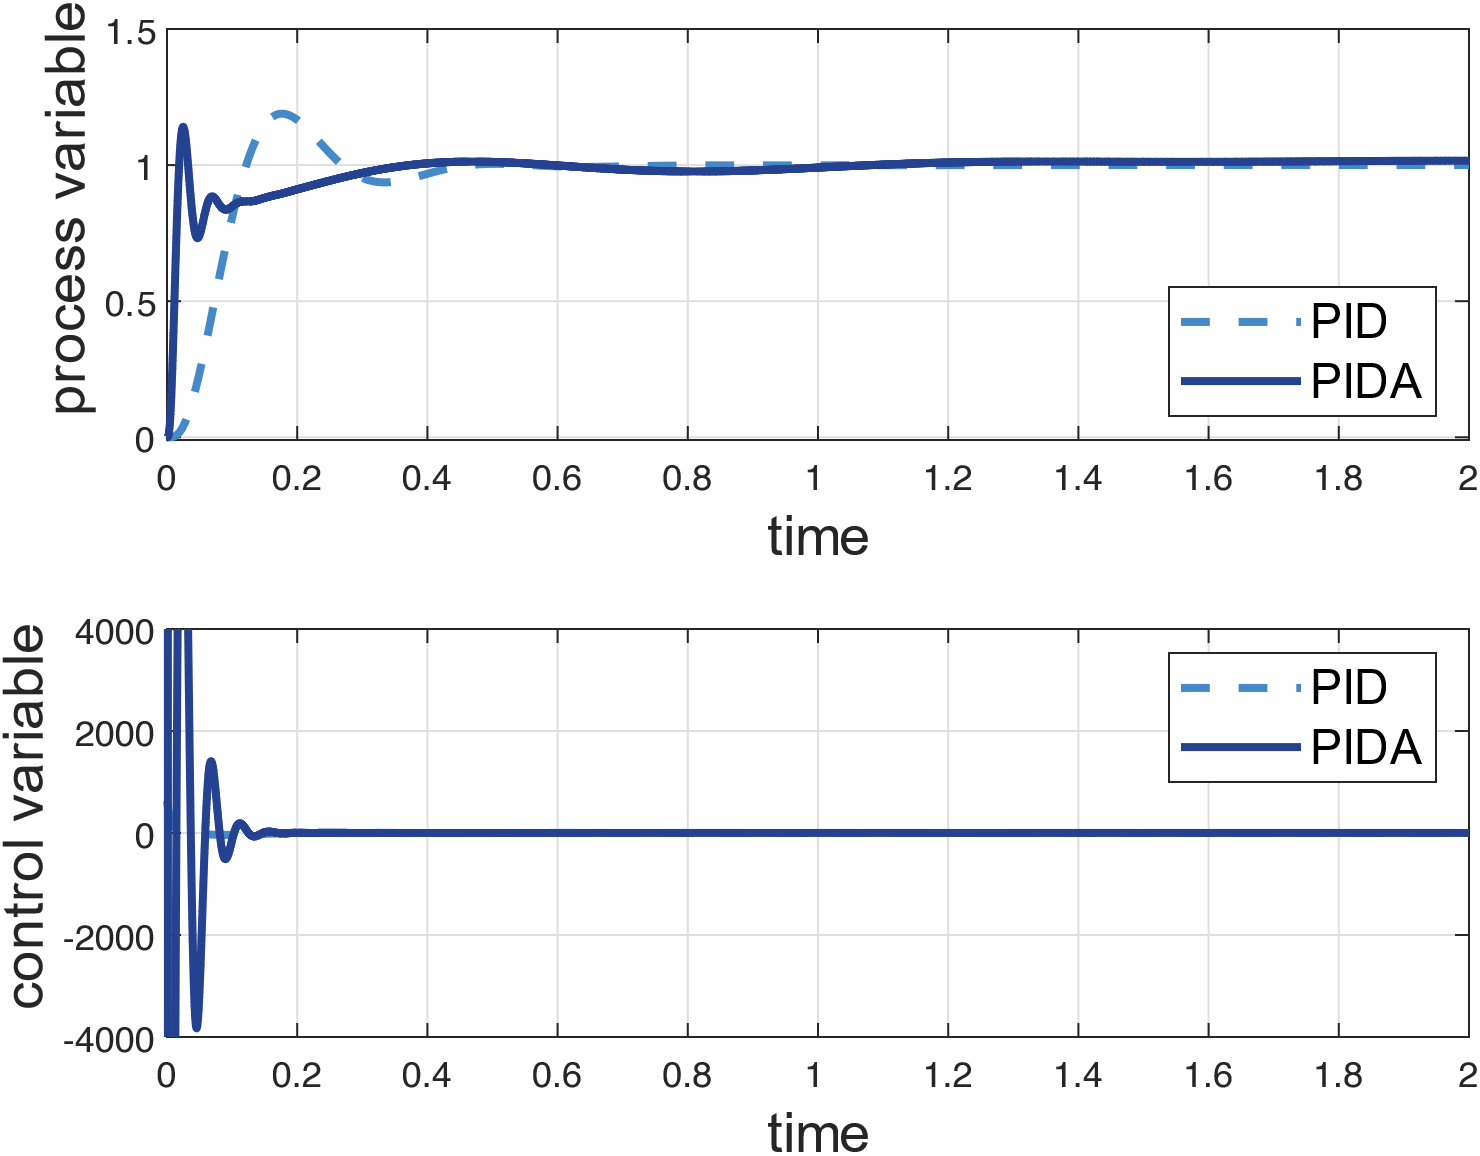 process variable
1.5
1
0.5
0
0 0.2 0.4 0.6 0.8 1 1.2 1.4 1.6 1.8 2
time
PID
PIDA
control variable
4000
2000
0
-2000
-4000
0 0.2 0.4 0.6 0.8 1 1.2 1.4 1.6 1.8 2
time
PID
PIDA